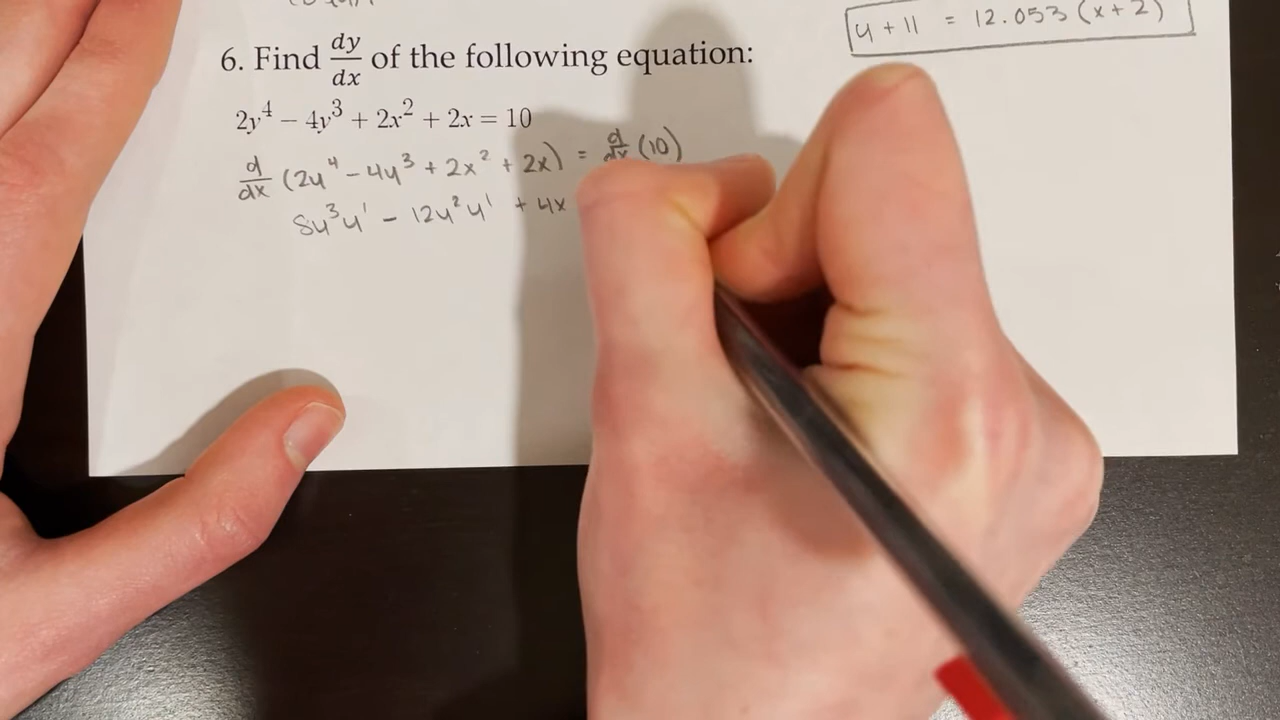 y + 11 = 12.053 (x + 2)
6. Find dy/dx of the following equation:
2y⁴ − 4y³ + 2x² + 2x = 10
d/dx (2y⁴ − 4y³ + 2x² + 2x) = d/dx (10)
8y³y' − 12y²y' + 4x